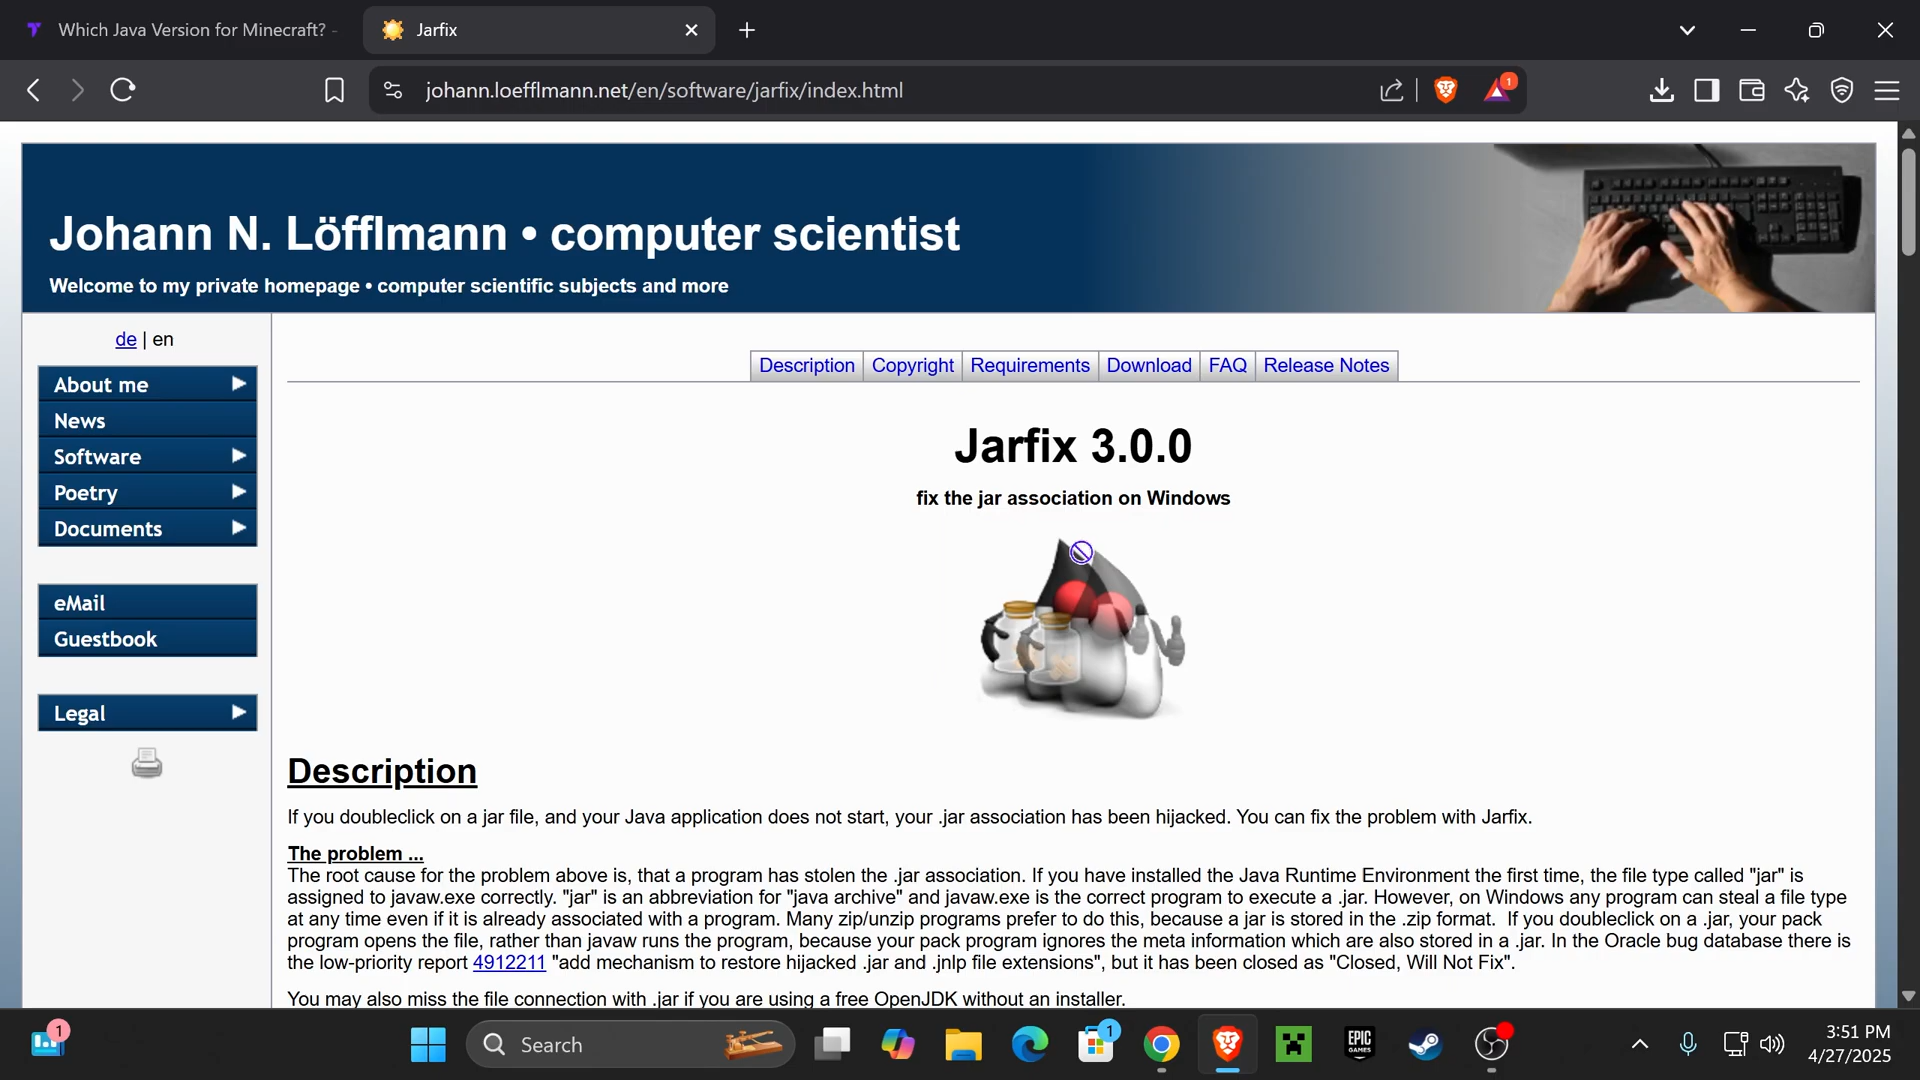 Which Java Version for Minecraft? -
Jarfix
johann.loefflmann.net/en/software/jarfix/index.html
1
Johann N. Löfflmann • computer scientist
Welcome to my private homepage • computer scientific subjects and more
de | en
About me
News
Software
Poetry
Documents
eMail
Guestbook
Legal
Description
Copyright
Requirements
Download
FAQ
Release Notes
Jarfix 3.0.0
fix the jar association on Windows
Description
If you doubleclick on a jar file, and your Java application does not start, your .jar association has been hijacked. You can fix the problem with Jarfix.
The problem ...
The root cause for the problem above is, that a program has stolen the .jar association. If you have installed the Java Runtime Environment the first time, the file type called "jar" is
assigned to javaw.exe correctly. "jar" is an abbreviation for "java archive" and javaw.exe is the correct program to execute a .jar. However, on Windows any program can steal a file type
at any time even if it is already associated with a program. Many zip/unzip programs prefer to do this, because a jar is stored in the .zip format. If you doubleclick on a .jar, your pack
program opens the file, rather than javaw runs the program, because your pack program ignores the meta information which are also stored in a .jar. In the Oracle bug database there is
the low-priority report 4912211 "add mechanism to restore hijacked .jar and .jnlp file extensions", but it has been closed as "Closed, Will Not Fix".
You may also miss the file connection with .jar if you are using a free OpenJDK without an installer.
1
Search
1
EPIC
GAMES
3:51 PM
4/27/2025